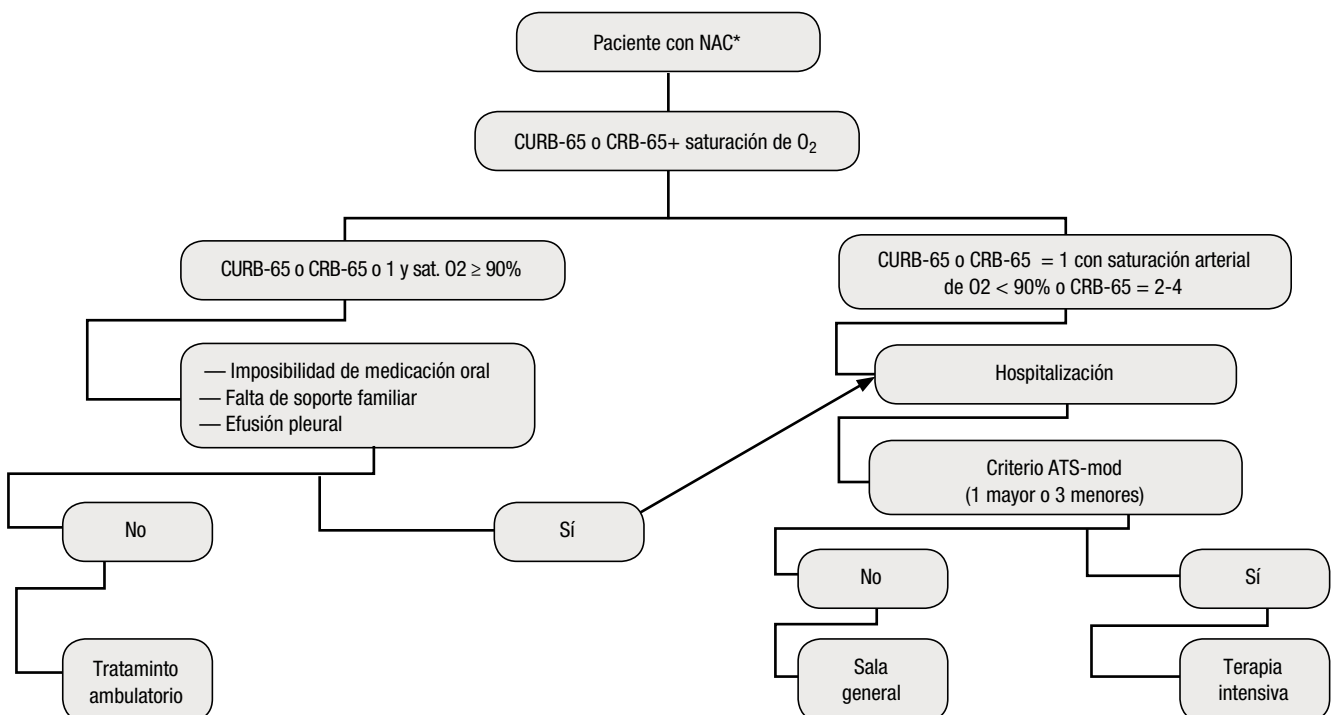 Paciente con NAC*
CURB-65 o CRB-65+ saturación de O₂
CURB-65 o CRB-65 o 1 y sat. O2 ≥ 90%
CURB-65 o CRB-65 = 1 con saturación arterial
de O2 < 90% o CRB-65 = 2-4
— Imposibilidad de medicación oral
— Falta de soporte familiar
— Efusión pleural
Hospitalización
Criterio ATS-mod
(1 mayor o 3 menores)
No
Sí
No
Sí
Trataminto
ambulatorio
Sala
general
Terapia
intensiva